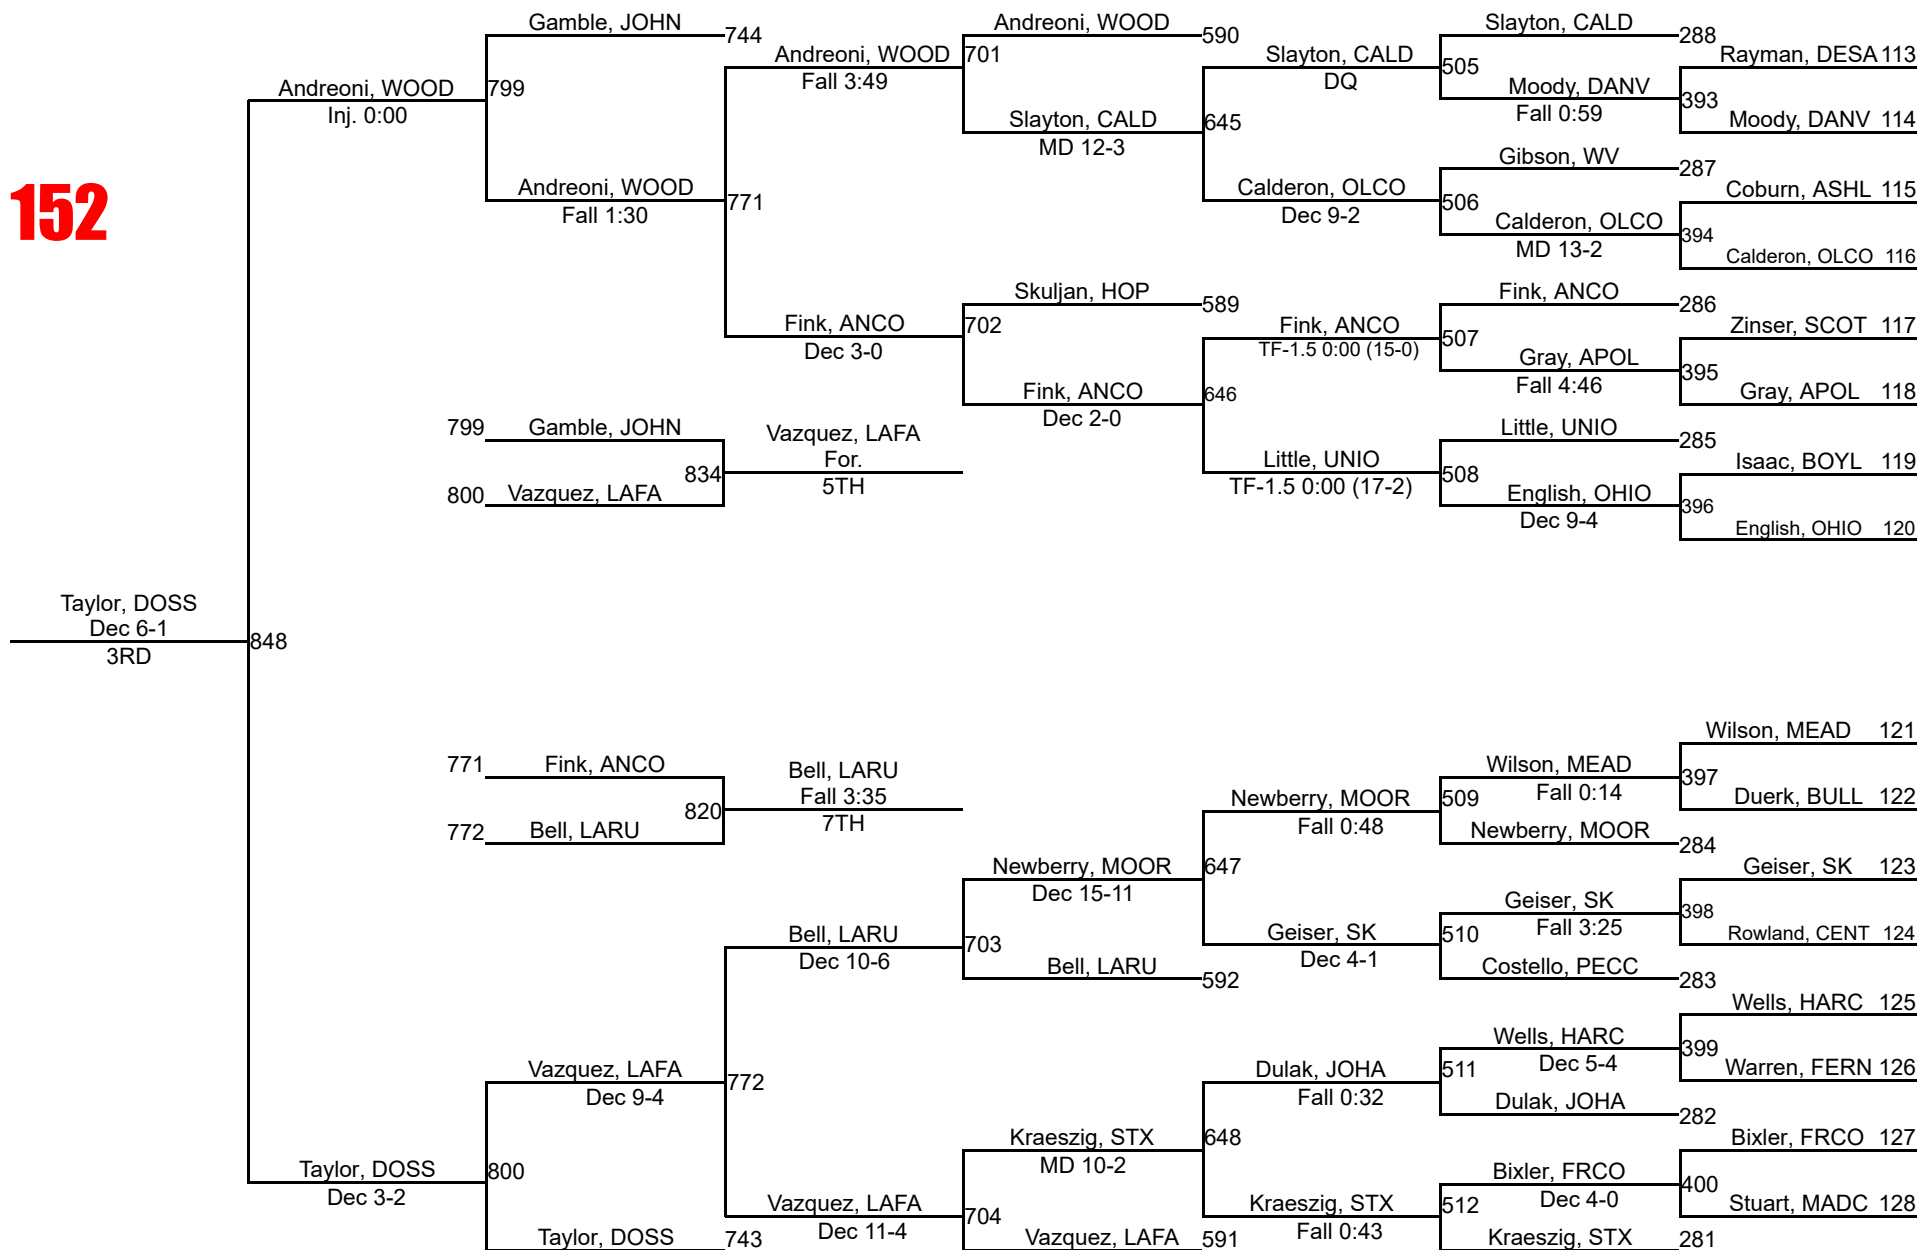 Gamble, JOHN
744
Andreoni, WOOD
590
Slayton, CALD
288
Andreoni, WOOD
Fall 3:49
701
Slayton, CALD
DQ
505
Rayman, DESA 113
Andreoni, WOOD
Inj. 0:00
799
Moody, DANV
Fall 0:59
393
Slayton, CALD
MD 12-3
645
Moody, DANV 114
Gibson, WV
287
152
Andreoni, WOOD
Fall 1:30
771
Calderon, OLCO
Dec 9-2
506
Coburn, ASHL 115
Calderon, OLCO
MD 13-2
394
Calderon, OLCO 116
Skuljan, HOP
589
Fink, ANCO
286
Fink, ANCO
Dec 3-0
702
Fink, ANCO
TF-1.5 0:00 (15-0)
507
Zinser, SCOT 117
Gray, APOL
Fall 4:46
395
Fink, ANCO
Dec 2-0
646
Gray, APOL 118
799
Gamble, JOHN
Vazquez, LAFA
For.
5TH
Little, UNIO
285
834
Little, UNIO
TF-1.5 0:00 (17-2)
508
Isaac, BOYL 119
800
Vazquez, LAFA
English, OHIO
Dec 9-4
396
English, OHIO 120
Taylor, DOSS
Dec 6-1
3RD
848
Wilson, MEAD 121
771
Fink, ANCO
Bell, LARU
Fall 3:35
7TH
Wilson, MEAD
Fall 0:14
397
820
Newberry, MOOR
Fall 0:48
509
Duerk, BULL 122
772
Bell, LARU
Newberry, MOOR
284
Newberry, MOOR
Dec 15-11
647
Geiser, SK 123
Geiser, SK
Fall 3:25
398
Bell, LARU
Dec 10-6
703
Geiser, SK
Dec 4-1
510
Rowland, CENT 124
Bell, LARU
592
Costello, PECC
283
Wells, HARC 125
Wells, HARC
Dec 5-4
399
Vazquez, LAFA
Dec 9-4
772
Dulak, JOHA
Fall 0:32
511
Warren, FERN 126
Dulak, JOHA
282
Kraeszig, STX
MD 10-2
648
Bixler, FRCO 127
Taylor, DOSS
Dec 3-2
800
Bixler, FRCO
Dec 4-0
400
Vazquez, LAFA
Dec 11-4
704
Kraeszig, STX
Fall 0:43
512
Stuart, MADC 128
Taylor, DOSS
743
Vazquez, LAFA
591
Kraeszig, STX
281